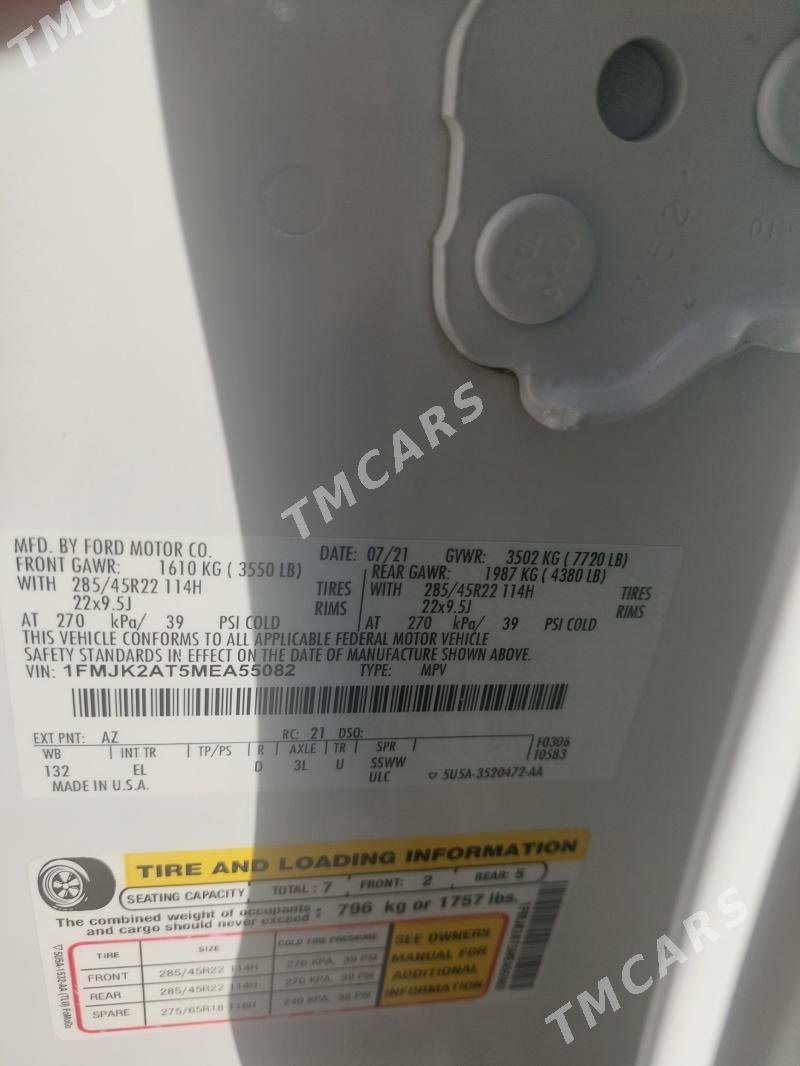 TMCARS
1752
01
TMCARS
MFD. BY FORD MOTOR CO. DATE: 07/21 GVWR: 3502 KG ( 7720 LB)
FRONT GAWR: 1610 KG ( 3550 LB) REAR GAWR: 1987 KG ( 4380 LB)
WITH 285/45R22 114H TIRES WITH 285/45R22 114H TIRES
22x9.5J RIMS 22x9.5J RIMS
AT 270 kPa/ 39 PSI COLD AT 270 kPa/ 39 PSI COLD
THIS VEHICLE CONFORMS TO ALL APPLICABLE FEDERAL MOTOR VEHICLE
SAFETY STANDARDS IN EFFECT ON THE DATE OF MANUFACTURE SHOWN ABOVE.
VIN: 1FMJK2AT5MEA55082 TYPE: MPV
EXT PNT: AZ RC: 21 DSO:
WB INT TR TP/PS R AXLE TR SPR F0306
132 EL D 3L U SSWW T0583
ULC 5U5A-3520472-AA
MADE IN U.S.A.
TIRE AND LOADING INFORMATION
SEATING CAPACITY TOTAL : 7 FRONT: 2 REAR: 5
The combined weight of occupants and cargo should never exceed : 796 kg or 1757 lbs.
TIRE SIZE COLD TIRE PRESSURE
FRONT 285/45R22 114H 270 KPA, 39 PSI
REAR 285/45R22 114H 270 KPA, 39 PSI
SPARE 275/65R18 116H 240 KPA, 35 PSI
SEE OWNERS
MANUAL FOR
ADDITIONAL
INFORMATION
TMCARS